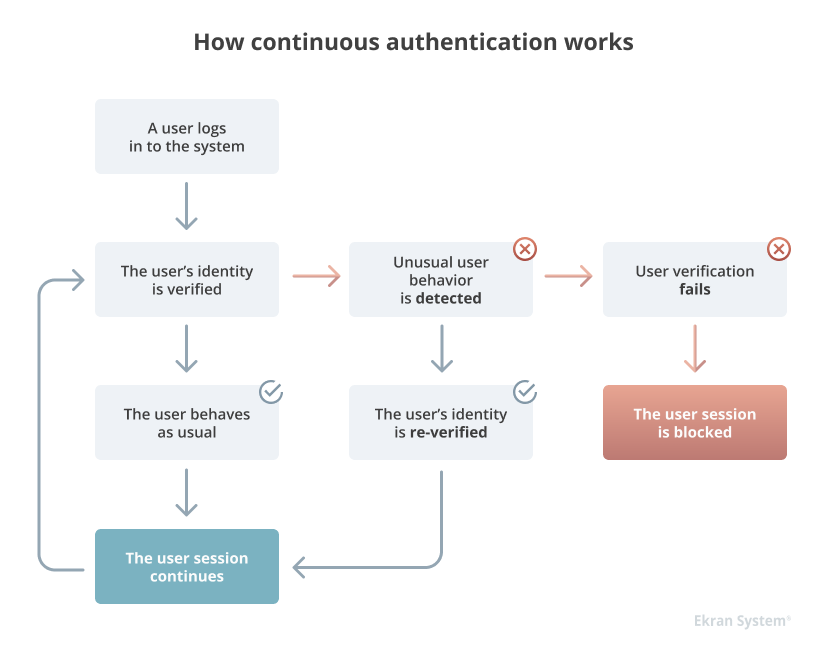 How continuous authentication works
A user logs
in to the system
The user’s identity
is verified
Unusual user
behavior
is detected
User verification
fails
The user behaves
as usual
The user’s identity
is re-verified
The user session
is blocked
The user session
continues
Ekran System®